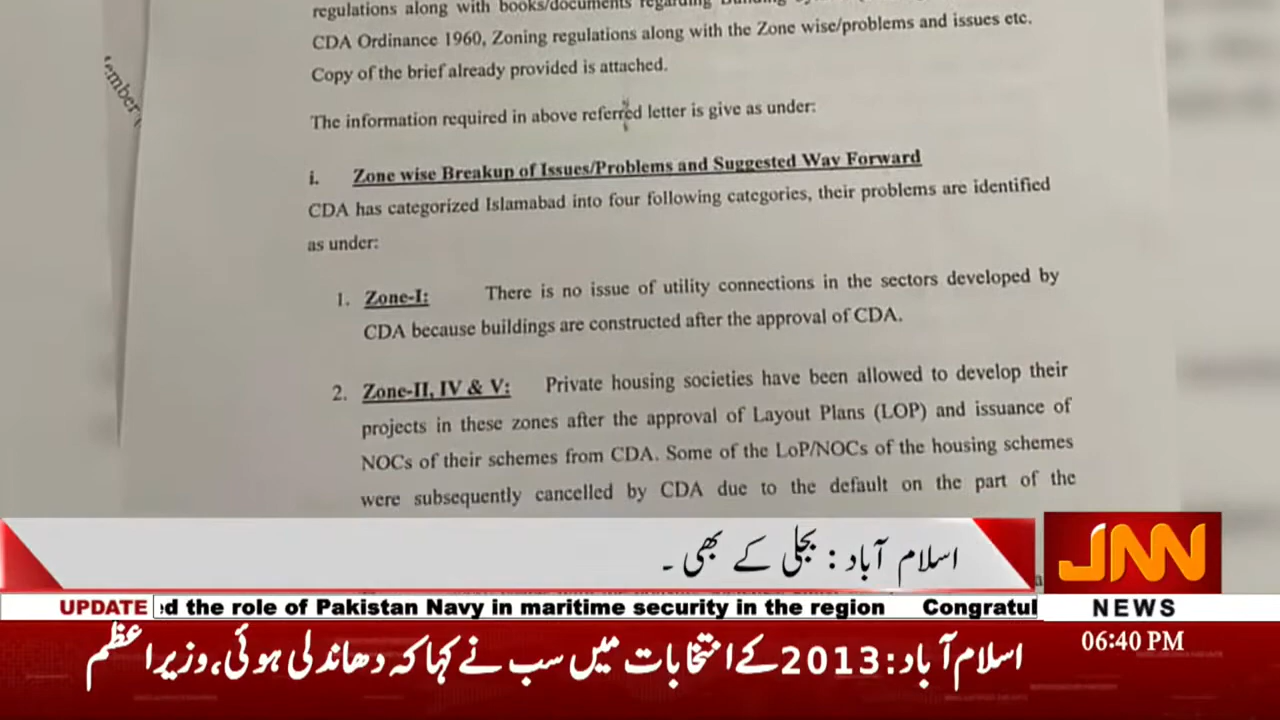 regulations along with books/documents regarding Building
CDA Ordinance 1960, Zoning regulations along with the Zone wise/problems and issues etc.
Copy of the brief already provided is attached.
The information required in above referred letter is give as under:
i. Zone wise Breakup of Issues/Problems and Suggested Way Forward
CDA has categorized Islamabad into four following categories, their problems are identified
as under:
1. Zone-I: There is no issue of utility connections in the sectors developed by
CDA because buildings are constructed after the approval of CDA.
2. Zone-II, IV & V: Private housing societies have been allowed to develop their
projects in these zones after the approval of Layout Plans (LOP) and issuance of
NOCs of their schemes from CDA. Some of the LoP/NOCs of the housing schemes
were subsequently cancelled by CDA due to the default on the part of the
اسلام آباد : بجلی کے بھی ۔
JNN
NEWS
UPDATE d the role of Pakistan Navy in maritime security in the region Congratul
06:40 PM
اسلام آباد: 2013 کے انتخابات میں سب نے کہا کہ دھاندلی ہوئی، وزیراعظم